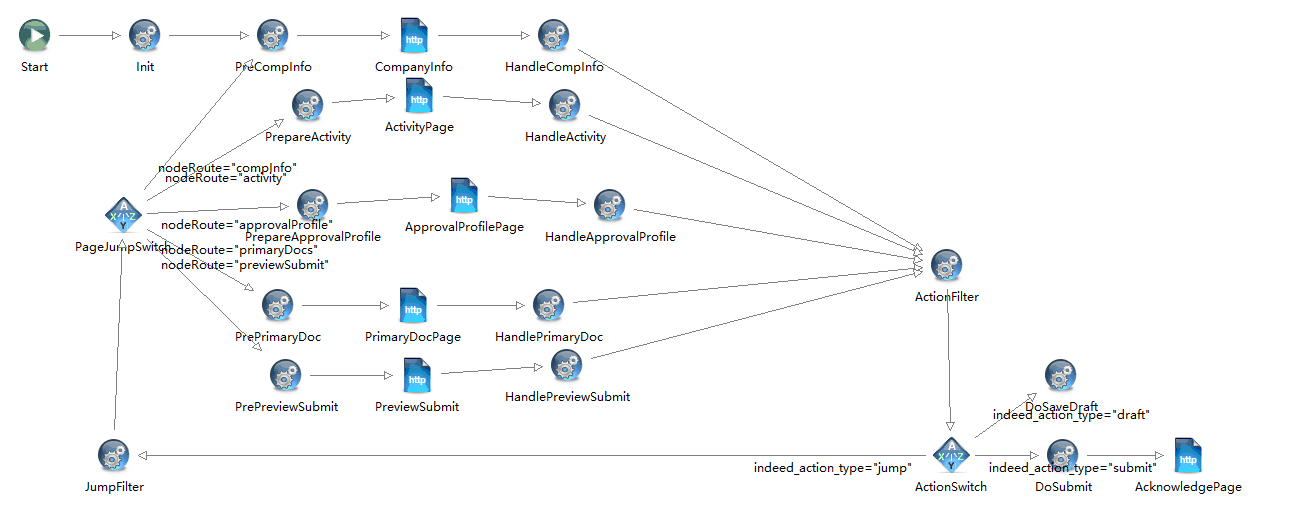 http
http
Start
Init
PreCompInfo
CompanyInfo
HandleCompInfo
http
PrepareActivity
ActivityPage
HandleActivity
nodeRoute="compInfo"
nodeRoute="activity"
A
X Z
Y
http
nodeRoute="approvalProfile"
PrepareApprovalProfile
ApprovalProfilePage
HandleApprovalProfile
PageJumpSwitch
nodeRoute="primaryDocs"
nodeRoute="previewSubmit"
ActionFilter
http
PrePrimaryDoc
PrimaryDocPage
HandlePrimaryDoc
http
PrePreviewSubmit
PreviewSubmit
HandlePreviewSubmit
DoSaveDraft
indeed_action_type="draft"
A
X Z
Y
http
indeed_action_type="jump"
indeed_action_type="submit"
JumpFilter
ActionSwitch
DoSubmit
AcknowledgePage